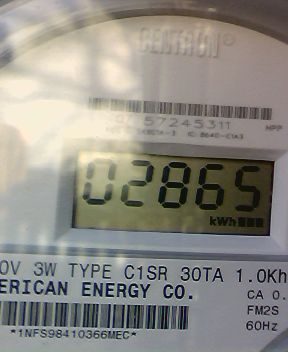 CENTRON®
57245311
02865
kWh
0V 3W TYPE C1SR 30TA 1.0Kh
ERICAN ENERGY CO.
CA 0.
FM2S
60Hz
*1NFS98410366MEC*